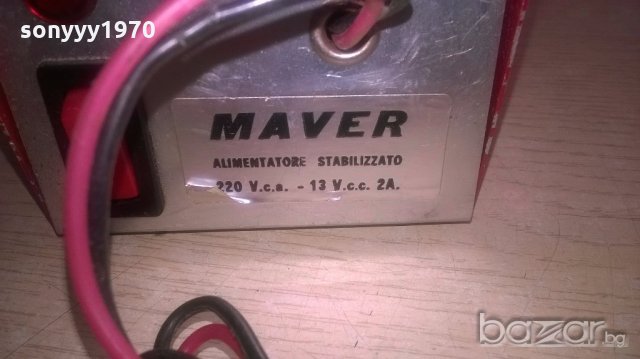 sonyyy1970
MAVER
ALIMENTATORE STABILIZZATO
220 V.c.a. - 13 V.c.c. 2A.
bazar.bg